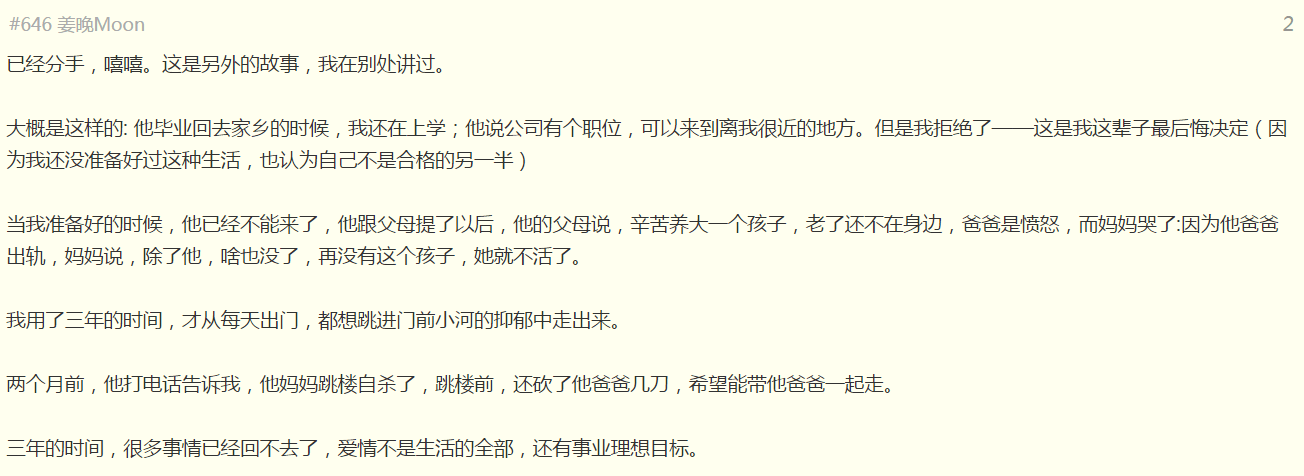 #646 姜晚Moon 2
已经分手，嘻嘻。这是另外的故事，我在别处讲过。
大概是这样的: 他毕业回去家乡的时候，我还在上学；他说公司有个职位，可以来到离我很近的地方。但是我拒绝了——这是我这辈子最后悔决定（因
为我还没准备好过这种生活，也认为自己不是合格的另一半）
当我准备好的时候，他已经不能来了，他跟父母提了以后，他的父母说，辛苦养大一个孩子，老了还不在身边，爸爸是愤怒，而妈妈哭了:因为他爸爸
出轨，妈妈说，除了他，啥也没了，再没有这个孩子，她就不活了。
我用了三年的时间，才从每天出门，都想跳进门前小河的抑郁中走出来。
两个月前，他打电话告诉我，他妈妈跳楼自杀了，跳楼前，还砍了他爸爸几刀，希望能带他爸爸一起走。
三年的时间，很多事情已经回不去了，爱情不是生活的全部，还有事业理想目标。